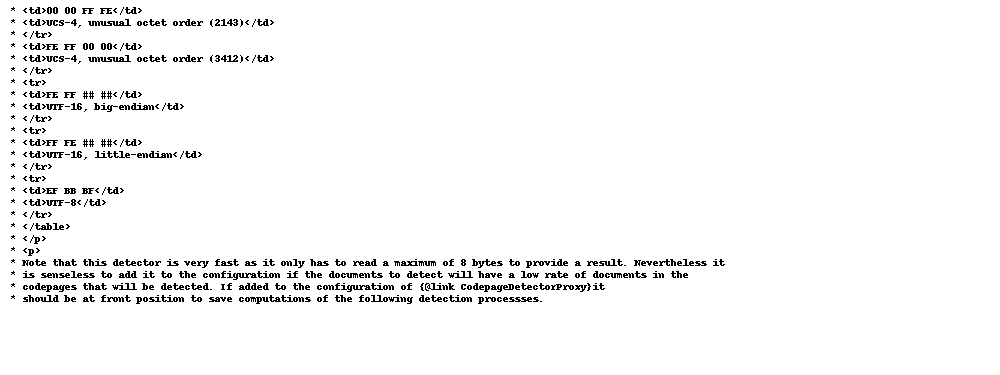 * <td>00 00 FF FE</td>
* <td>UCS-4, unusual octet order (2143)</td>
* </tr>
* <td>FE FF 00 00</td>
* <td>UCS-4, unusual octet order (3412)</td>
* </tr>
* <tr>
* <td>FE FF ## ##</td>
* <td>UTF-16, big-endian</td>
* </tr>
* <tr>
* <td>FF FE ## ##</td>
* <td>UTF-16, little-endian</td>
* </tr>
* <tr>
* <td>EF BB BF</td>
* <td>UTF-8</td>
* </tr>
* </table>
* </p>
* <p>
* Note that this detector is very fast as it only has to read a maximum of 8 bytes to provide a result. Nevertheless it
* is senseless to add it to the configuration if the documents to detect will have a low rate of documents in the
* codepages that will be detected. If added to the configuration of {@link CodepageDetectorProxy}it
* should be at front position to save computations of the following detection processses.